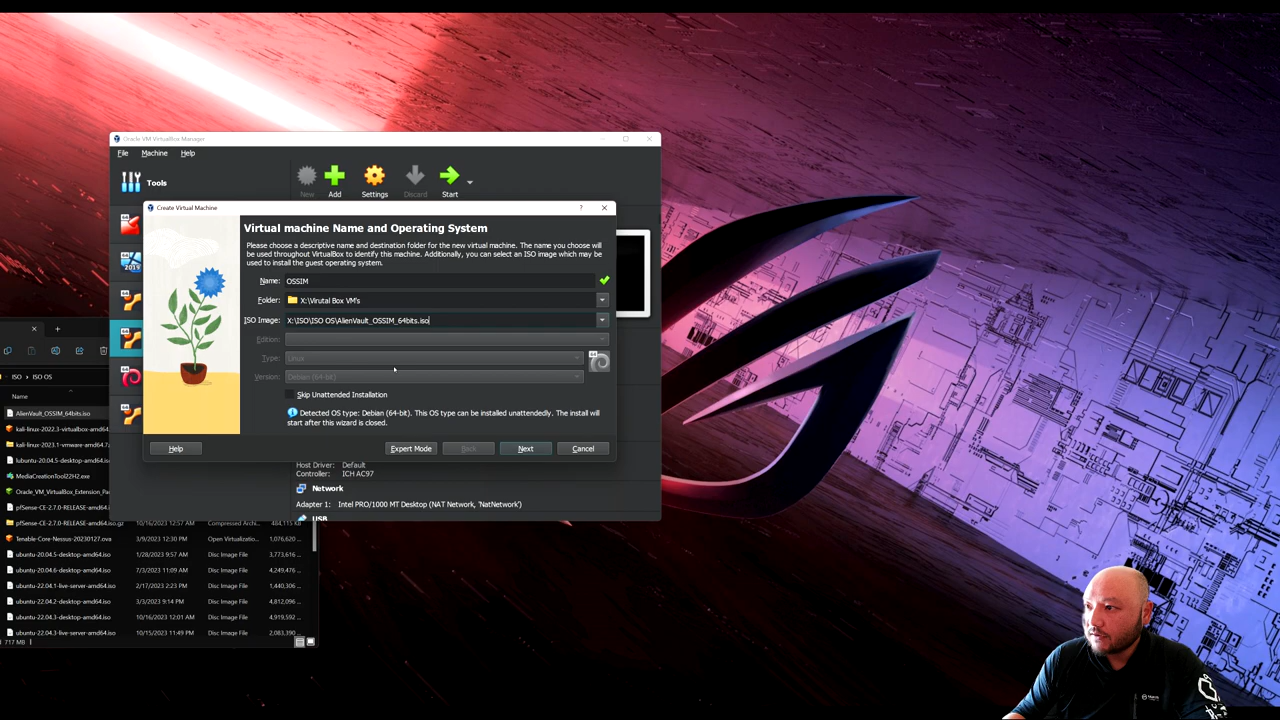 Oracle VM VirtualBox Manager
File Machine Help
Tools
New Add Settings Discard Start
Create Virtual Machine
?
Virtual machine Name and Operating System
Please choose a descriptive name and destination folder for the new virtual machine. The name you choose will
be used throughout VirtualBox to identify this machine. Additionally, you can select an ISO image which may be
used to install the guest operating system.
Name: OSSIM
Folder: X:\Virutal Box VM's
ISO Image: X:\ISO\ISO OS\AlienVault_OSSIM_64bits.iso
Edition:
Type: Linux
64
Version: Debian (64-bit)
Skip Unattended Installation
Detected OS type: Debian (64-bit). This OS type can be installed unattendedly. The install will
start after this wizard is closed.
Help Expert Mode Back Next Cancel
Host Driver: Default
Controller: ICH AC97
Network
Adapter 1: Intel PRO/1000 MT Desktop (NAT Network, 'NatNetwork')
USB
64
2019
ISO > ISO OS
Name
AlienVault_OSSIM_64bits.iso
kali-linux-2022.3-virtualbox-amd64.
kali-linux-2023.1-vmware-amd64.7
lubuntu-20.04.5-desktop-amd64.iso
MediaCreationTool22H2.exe
Oracle_VM_VirtualBox_Extension_Pa
pfSense-CE-2.7.0-RELEASE-amd64.iso
pfSense-CE-2.7.0-RELEASE-amd64.iso.gz 10/16/2023 12:57 AM Compressed Archi... 484,115 KB
Tenable-Core-Nessus-20230127.ova 3/9/2023 12:30 PM Open Virtualizatio... 1,076,620 ...
ubuntu-20.04.5-desktop-amd64.iso 1/28/2023 9:57 AM Disc Image File 3,773,616 ...
ubuntu-20.04.6-desktop-amd64.iso 7/3/2023 11:09 AM Disc Image File 4,249,476 ...
ubuntu-22.04.1-live-server-amd64.iso 2/17/2023 2:23 PM Disc Image File 1,440,306 ...
ubuntu-22.04.2-desktop-amd64.iso 3/3/2023 9:14 PM Disc Image File 4,812,096 ...
ubuntu-22.04.3-desktop-amd64.iso 10/16/2023 12:01 AM Disc Image File 4,919,592 ...
ubuntu-22.04.3-live-server-amd64.iso 10/15/2023 11:49 PM Disc Image File 2,083,390 ...
717 MB